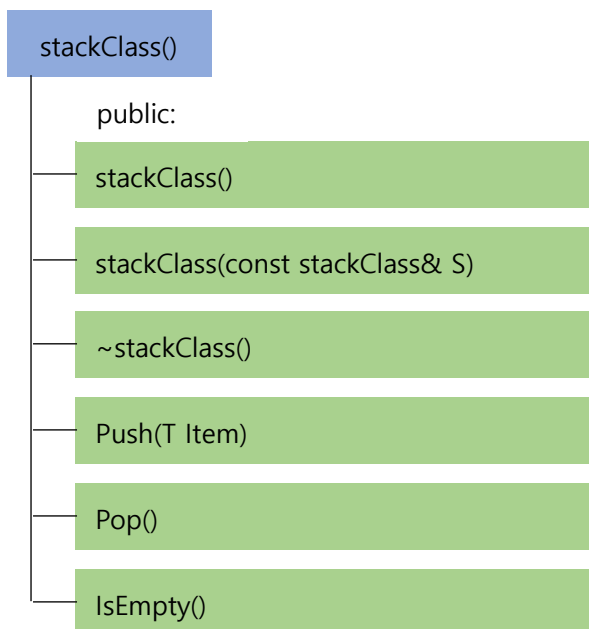 stackClass()
public:
stackClass()
stackClass(const stackClass& S)
~stackClass()
Push(T Item)
Pop()
IsEmpty()